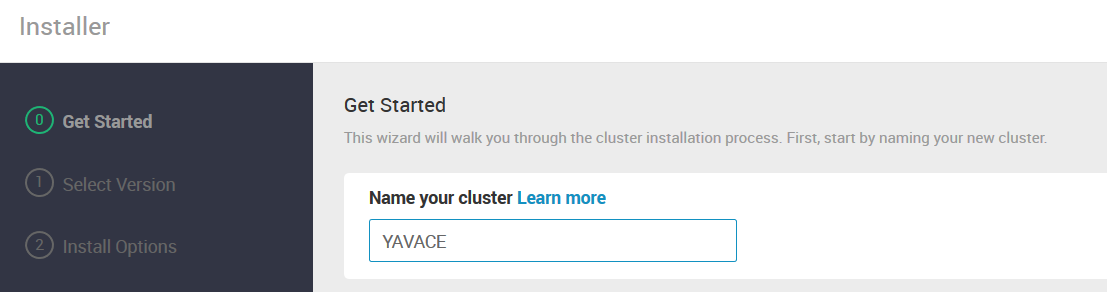 Installer
0 Get Started
1 Select Version
2 Install Options
Get Started
This wizard will walk you through the cluster installation process. First, start by naming your new cluster.
Name your cluster Learn more
YAVACE